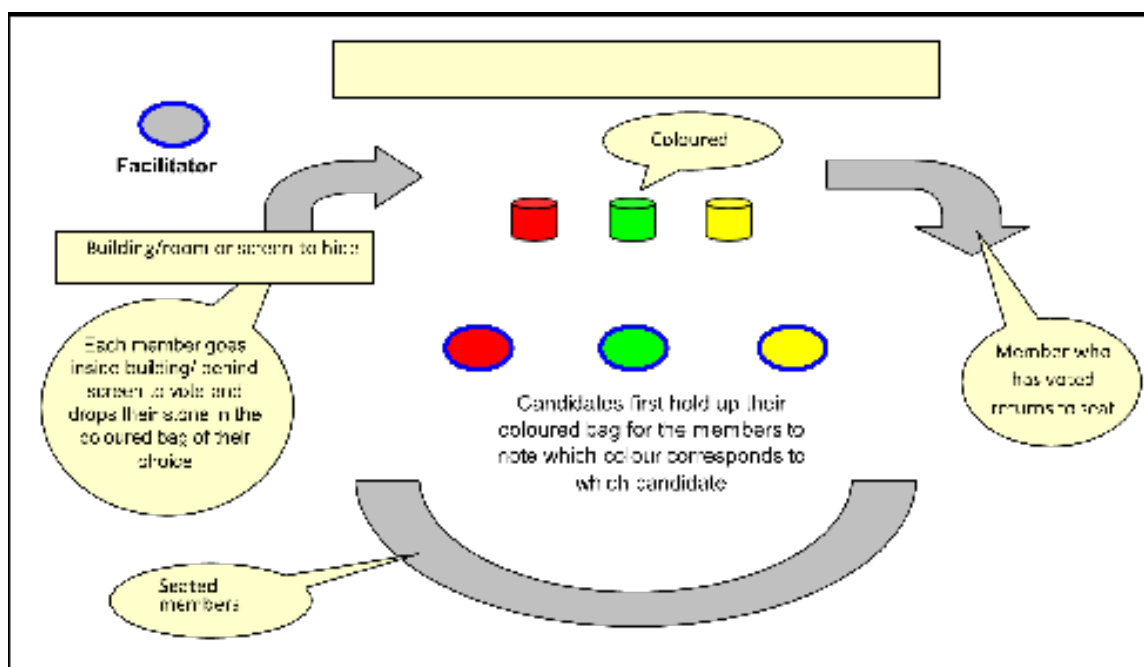 Coloured
Facilitator
Building/room or screen to hide
Each member goes
inside building/ behind
screen to vote and
drops their stone in the
coloured bag of their
choice
Member who
has voted
returns to seat
Candidates first hold up their
coloured bag for the members to
note which colour corresponds to
which candidate
Seated
members